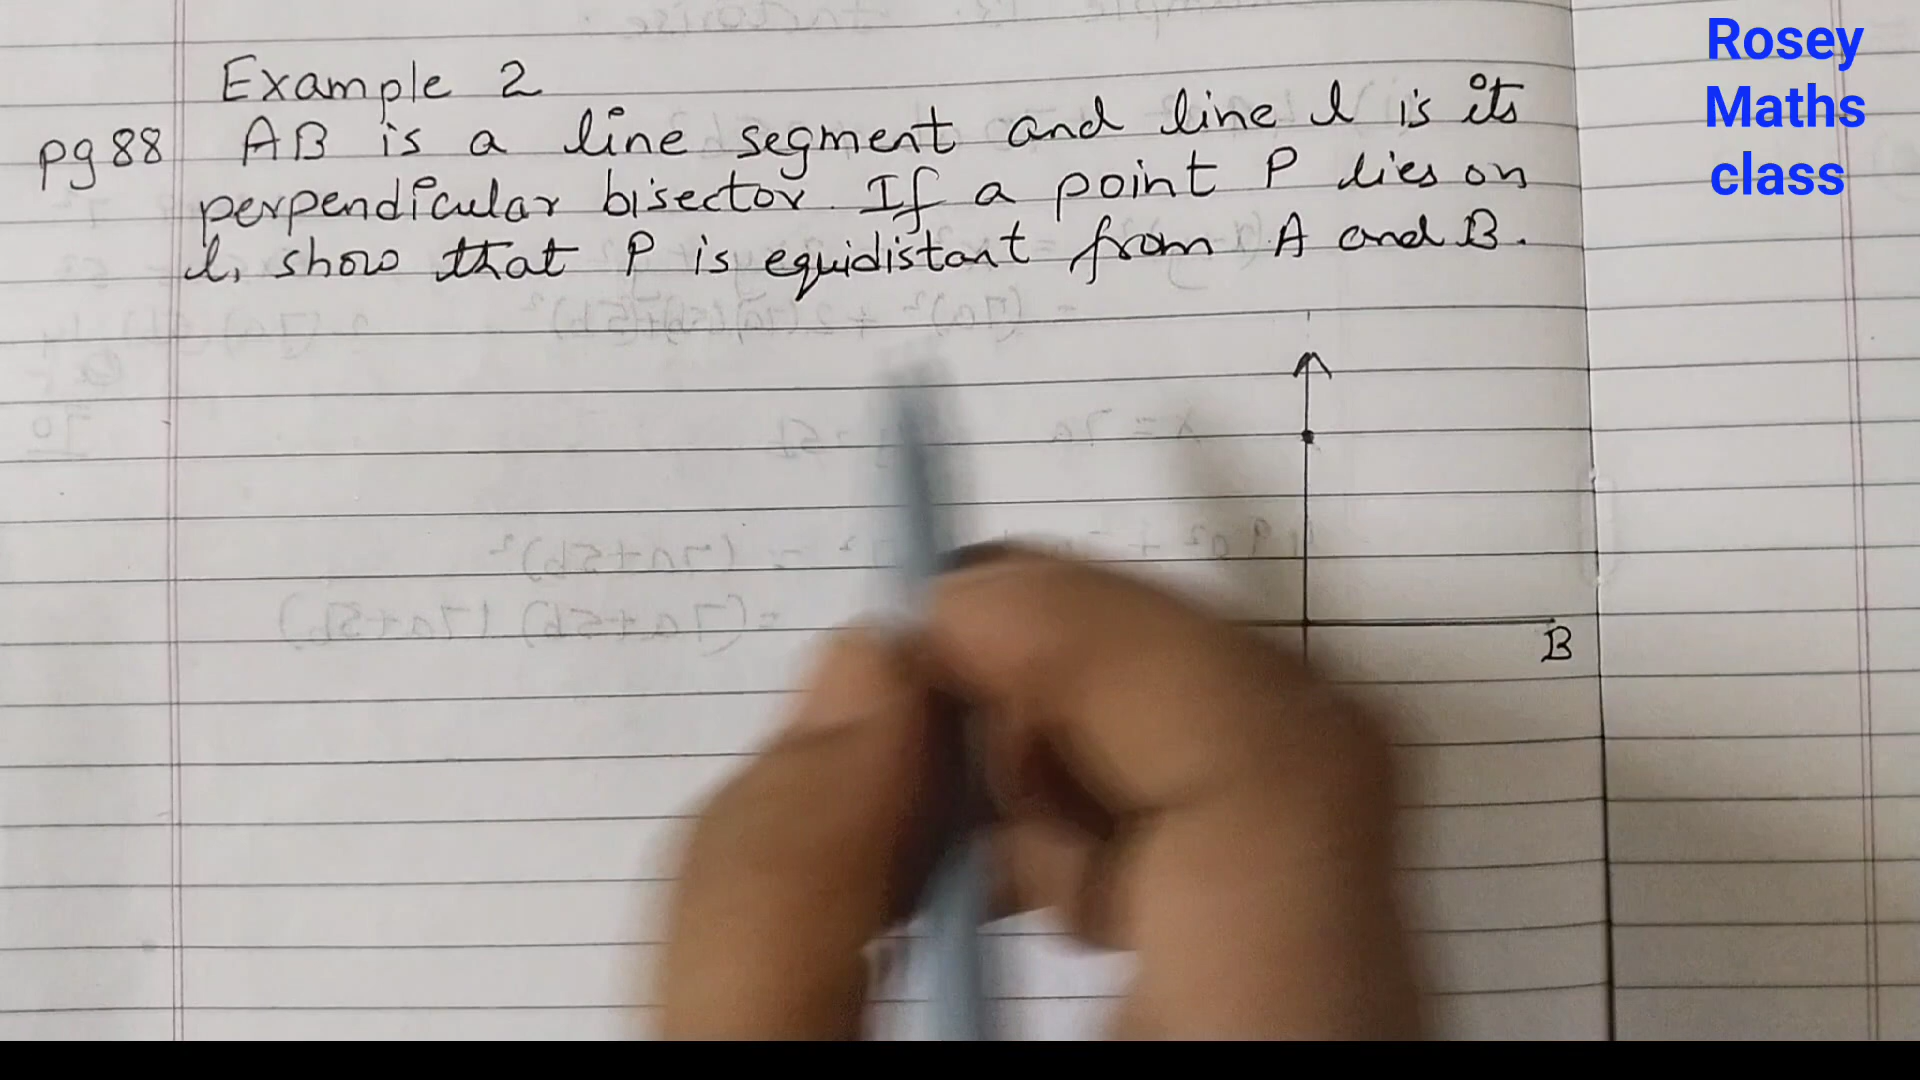 Example 2
pg 88 AB is a line segment and line l is its
perpendicular bisector. If a point P lies on
l, show that P is equidistant from A and B.
B
Rosey
Maths
class